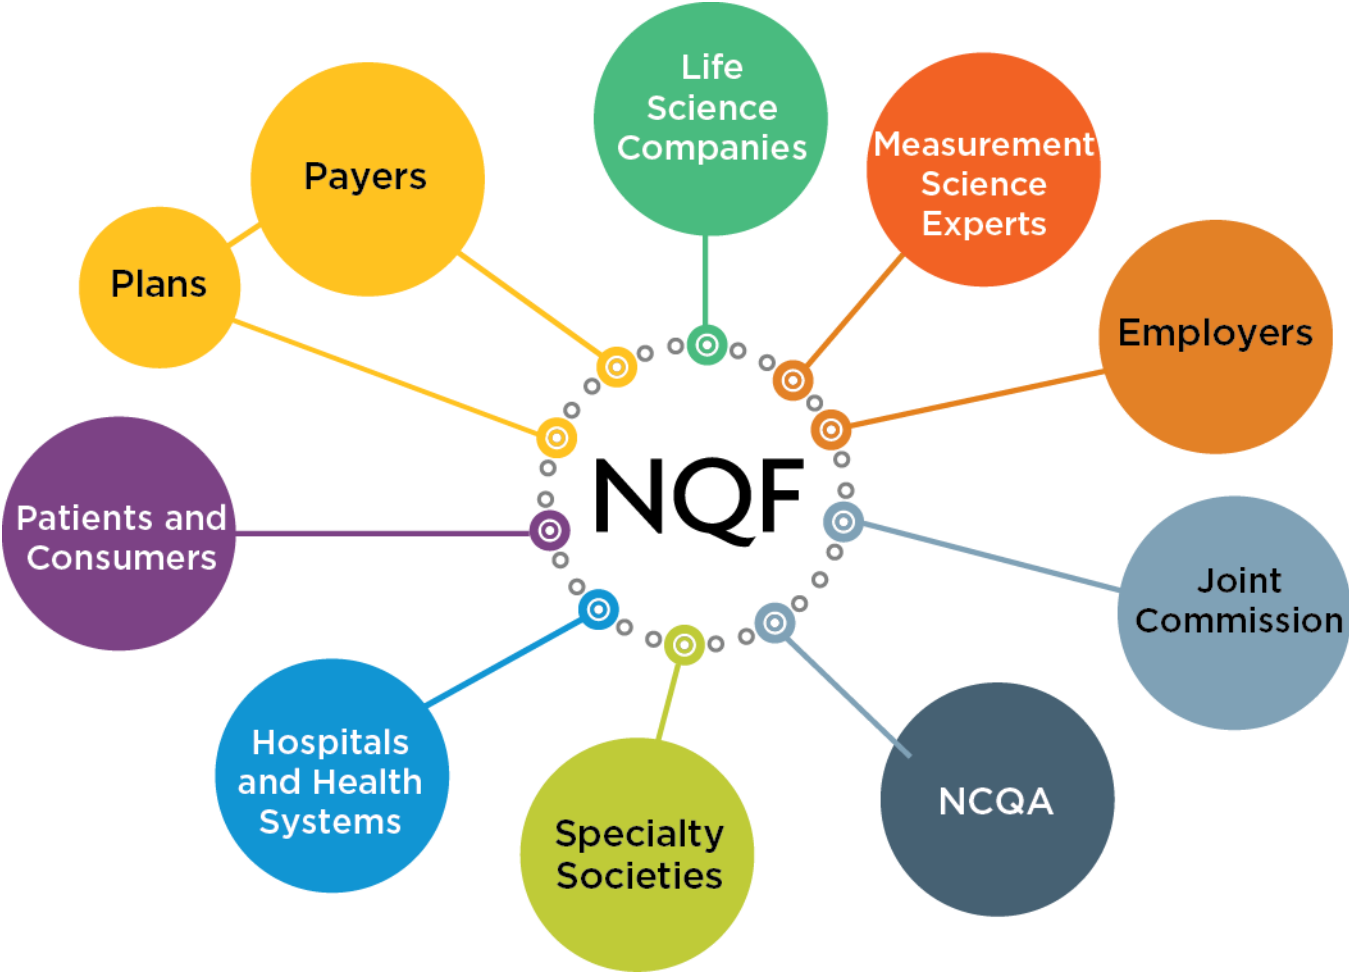 Life
Science
Companies
Measurement
Science
Experts
Payers
Plans
Employers
NQF
Patients and
Consumers
Joint
Commission
Hospitals
and Health
Systems
Specialty
Societies
NCQA